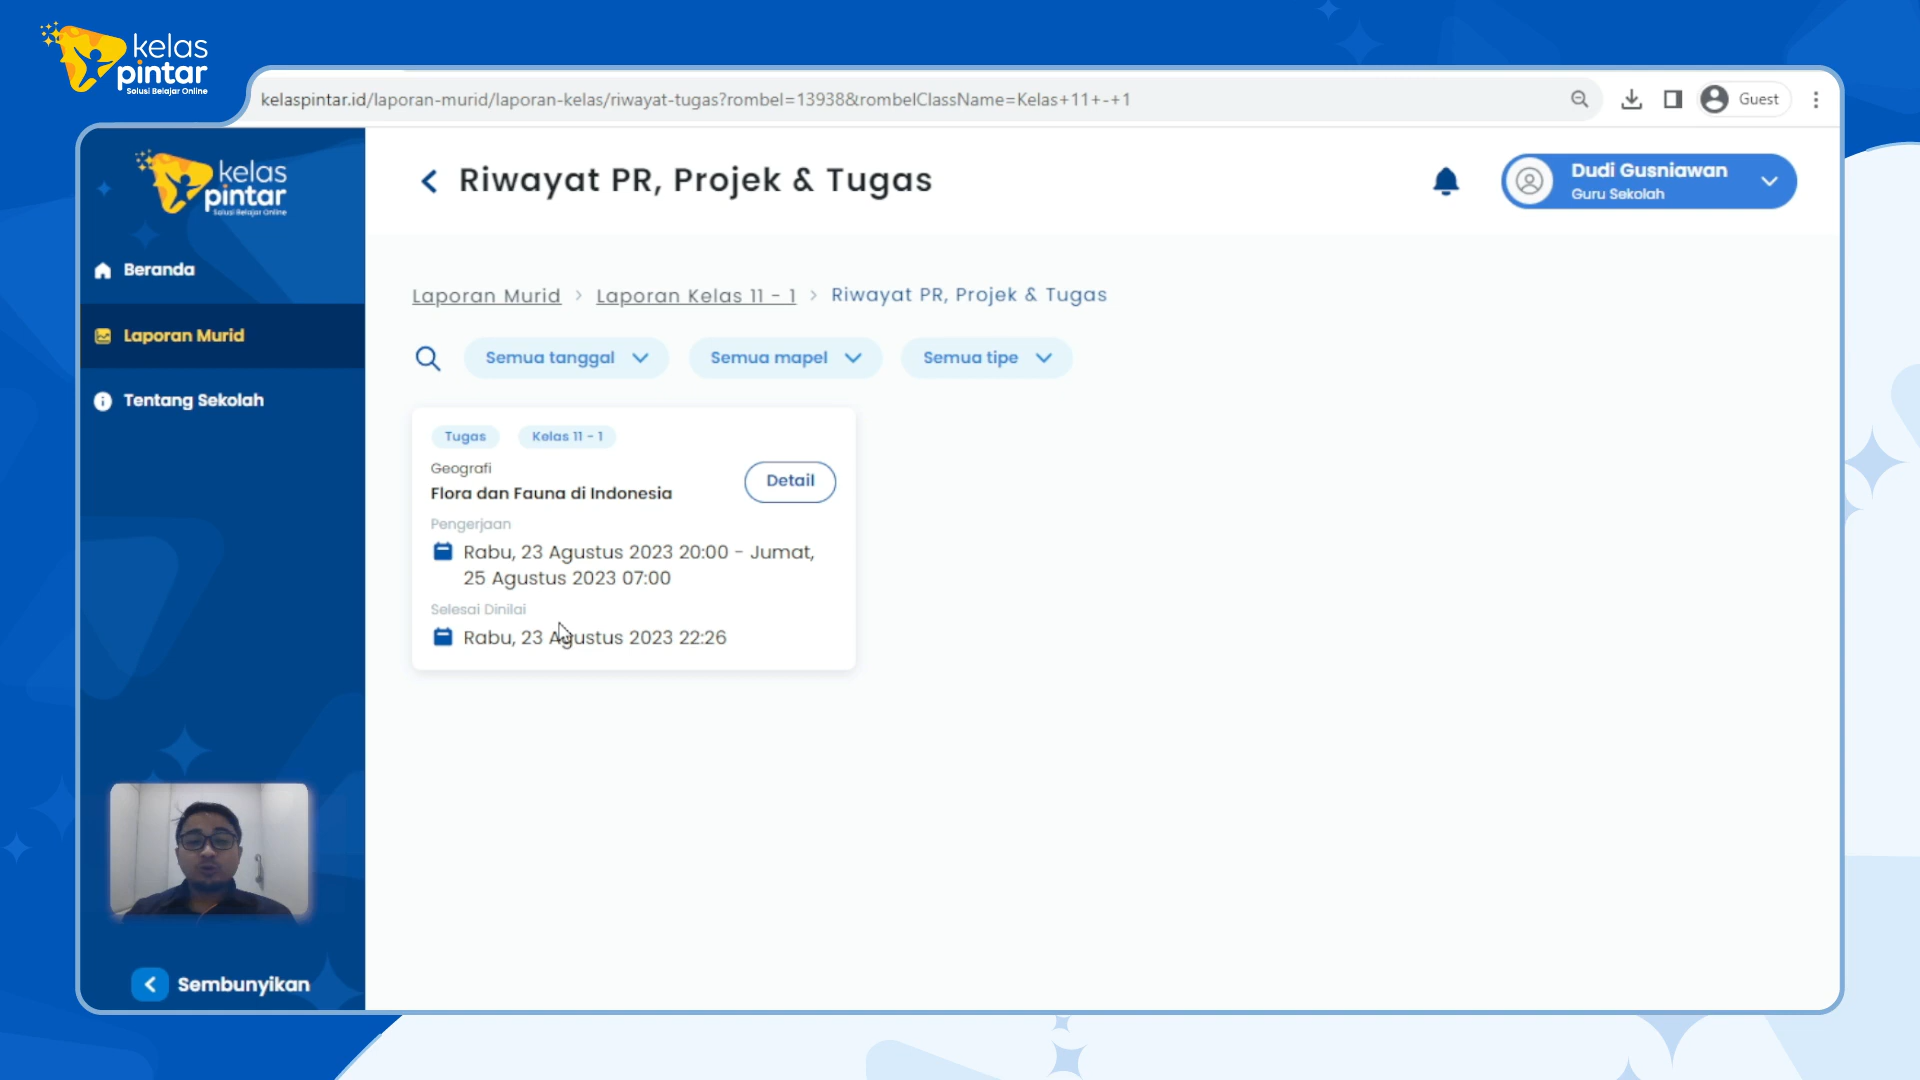 kelas
pintar
Solusi Belajar Online
kelaspintar.id/laporan-murid/laporan-kelas/riwayat-tugas?rombel=13938&rombelClassName=Kelas+11+-+1
Guest
kelas
pintar
Solusi Belajar Online
Riwayat PR, Projek & Tugas
Dudi Gusniawan
Guru Sekolah
Beranda
Laporan Murid
Tentang Sekolah
Laporan Murid > Laporan Kelas 11 - 1 > Riwayat PR, Projek & Tugas
Semua tanggal
Semua mapel
Semua tipe
Tugas
Kelas 11 - 1
Geografi
Flora dan Fauna di Indonesia
Detail
Pengerjaan
Rabu, 23 Agustus 2023 20:00 - Jumat,
25 Agustus 2023 07:00
Selesai Dinilai
Rabu, 23 Agustus 2023 22:26
Sembunyikan